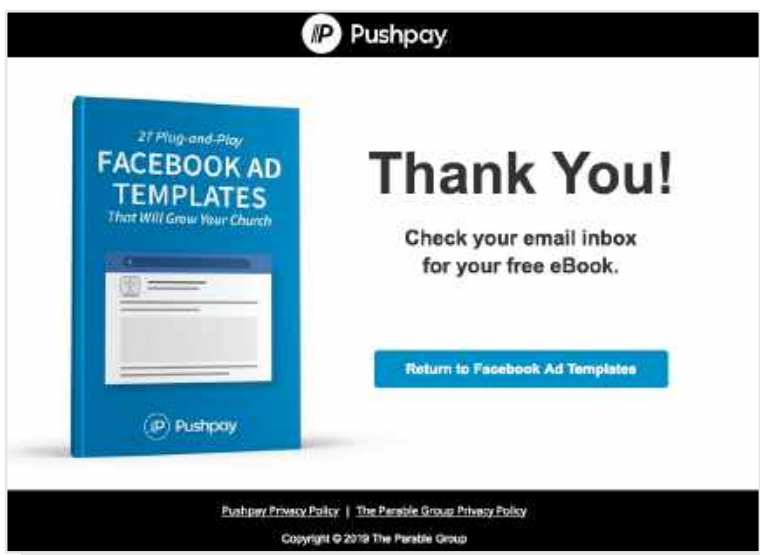 Pushpay
27 Plug-and-Play
FACEBOOK AD
TEMPLATES
That Will Grow Your Church
Pushpay
Thank You!
Check your email inbox
for your free eBook.
Return to Facebook Ad Templates
Pushpay Privacy Policy | The Parable Group Privacy Policy
Copyright © 2019 The Parable Group